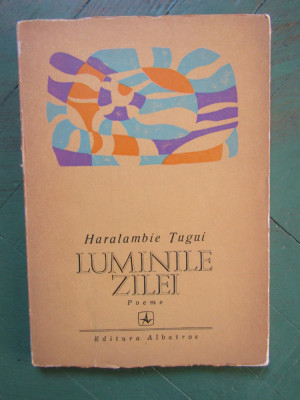 Haralambie Țugui
LUMINILE
ZILEI
Poeme
Editura Albatros